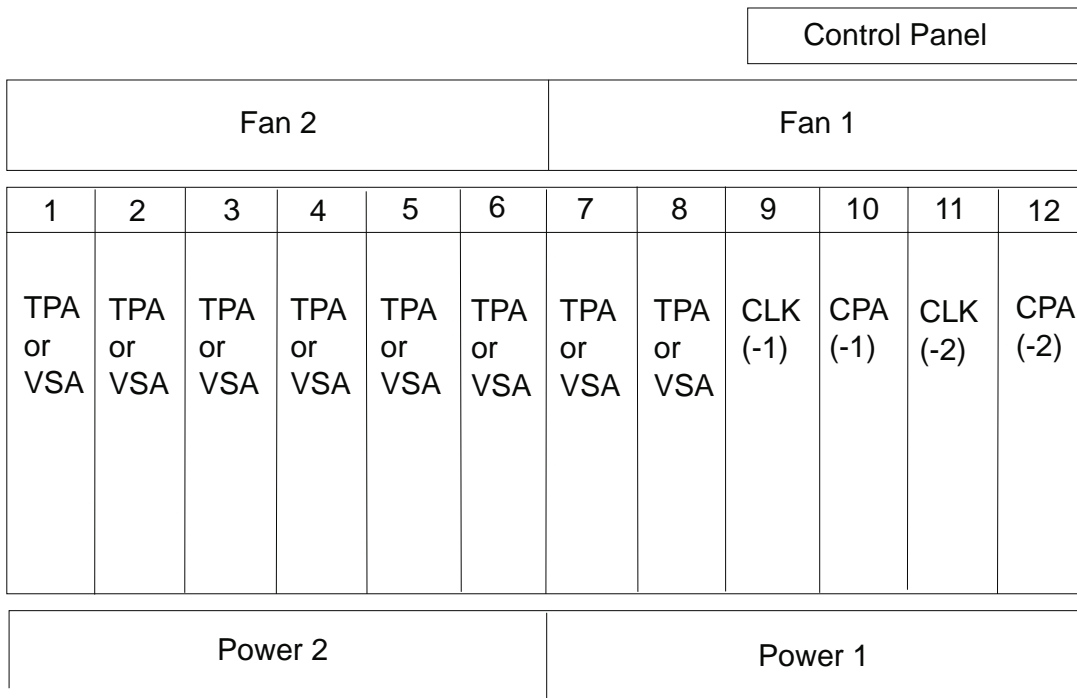 Control Panel
Fan 2 Fan 1
1 2 3 4 5 6 7 8 9 10 11 12
TPA TPA TPA TPA TPA TPA TPA TPA CLK CPA CLK CPA
or or or or or or or or (-1) (-1) (-2) (-2)
VSA VSA VSA VSA VSA VSA VSA VSA
Power 2 Power 1